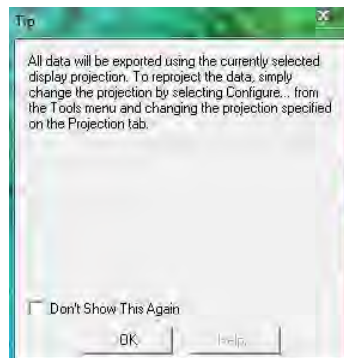 Tip
All data will be exported using the currently selected
display projection. To reproject the data, simply
change the projection by selecting Configure... from
the Tools menu and changing the projection specified
on the Projection tab.
Don't Show This Again
OK Help